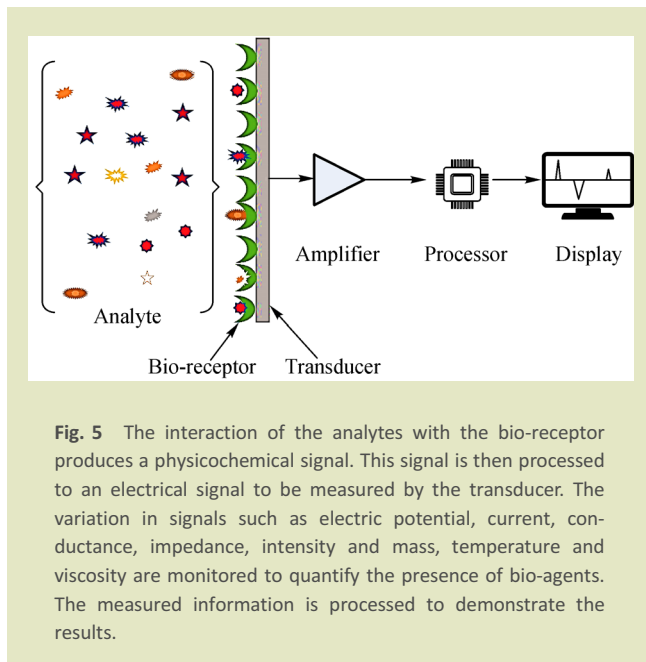 Amplifier
Processor
Display
Analyte
Bio-receptor
Transducer
Fig. 5 The interaction of the analytes with the bio-receptor
produces a physicochemical signal. This signal is then processed
to an electrical signal to be measured by the transducer. The
variation in signals such as electric potential, current, con-
ductance, impedance, intensity and mass, temperature and
viscosity are monitored to quantify the presence of bio-agents.
The measured information is processed to demonstrate the
results.